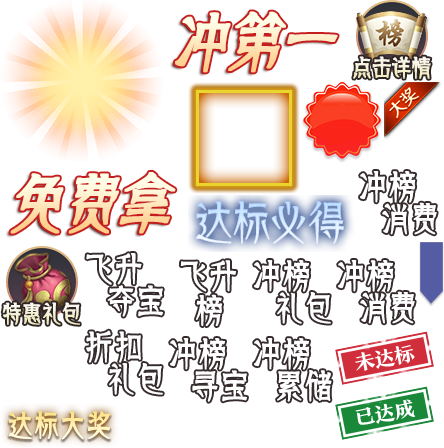 冲第一
榜
点击详情
大奖
免费拿
达标必得
冲榜
消费
特惠礼包
飞升
夺宝
飞升
榜
冲榜
礼包
冲榜
消费
折扣
礼包
冲榜
寻宝
冲榜
累储
未达标
已达成
达标大奖